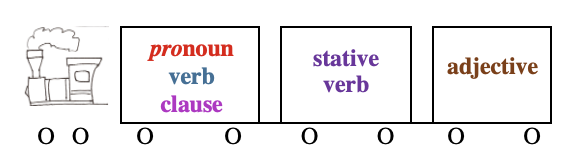 pronoun
verb
clause
stative
verb
adjective
O O O O O O O O